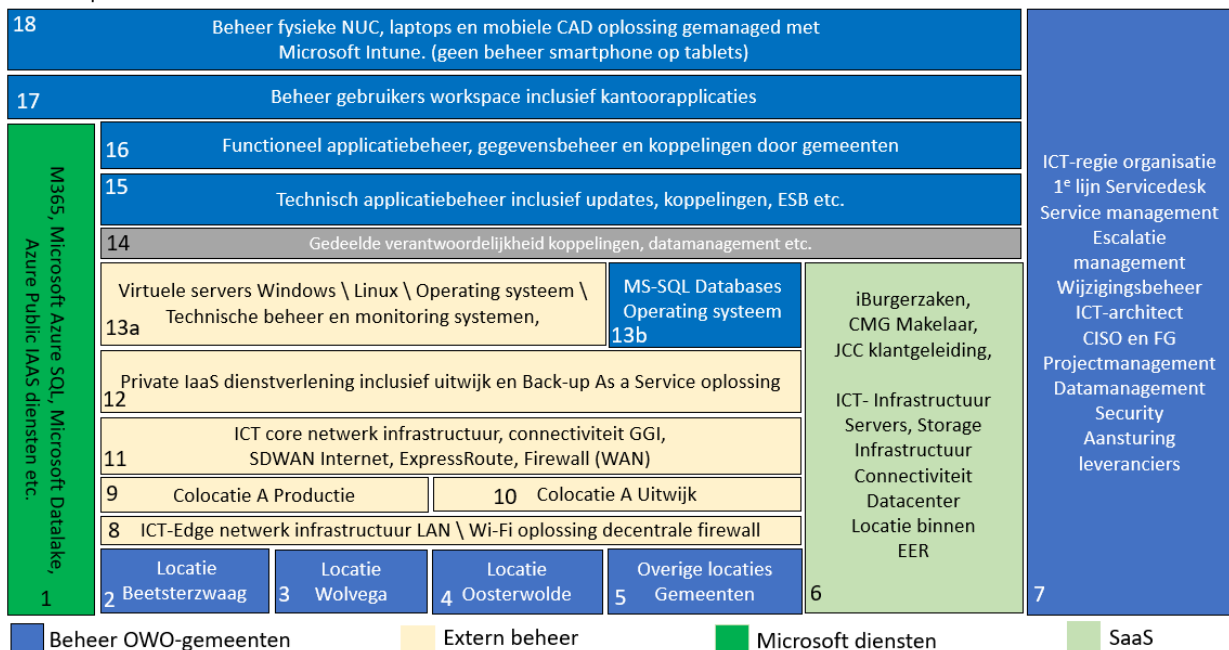 18
Beheer fysieke NUC, laptops en mobiele CAD oplossing gemanaged met
Microsoft Intune. (geen beheer smartphone op tablets)
17
Beheer gebruikers workspace inclusief kantoorapplicaties
M365, Microsoft Azure SQL, Microsoft Datalake,
Azure Public IAAS diensten etc.
1
16
Functioneel applicatiebeheer, gegevensbeheer en koppelingen door gemeenten
15
Technisch applicatiebeheer inclusief updates, koppelingen, ESB etc.
14
Gedeelde verantwoordelijkheid koppelingen, datamanagement etc.
Virtuele servers Windows \ Linux \ Operating systeem \
Technische beheer en monitoring systemen,
13a
MS-SQL Databases
Operating systeem
13b
Private IaaS dienstverlening inclusief uitwijk en Back-up As a Service oplossing
12
ICT core netwerk infrastructuur, connectiviteit GGI,
SDWAN Internet, ExpressRoute, Firewall (WAN)
11
9
Colocatie A Productie
10
Colocatie A Uitwijk
8
ICT-Edge netwerk infrastructuur LAN \ Wi-Fi oplossing decentrale firewall
Locatie
Beetsterzwaag
2
Locatie
Wolvega
3
Locatie
Oosterwolde
4
Overige locaties
Gemeenten
5
iBurgerzaken,
CMG Makelaar,
JCC klantgeleiding,
ICT- Infrastructuur
Servers, Storage
Infrastructuur
Connectiviteit
Datacenter
Locatie binnen
EER
6
ICT-regie organisatie
1e lijn Servicedesk
Service management
Escalatie
management
Wijzigingsbeheer
ICT-architect
CISO en FG
Projectmanagement
Datamanagement
Security
Aansturing
leveranciers
7
Beheer OWO-gemeenten
Extern beheer
Microsoft diensten
SaaS